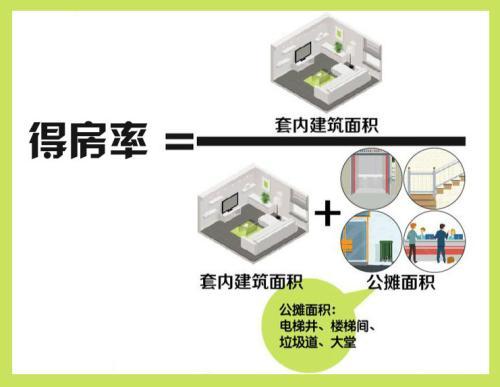 套内建筑面积
得房率 =
+
套内建筑面积
公摊面积
公摊面积：
电梯井、楼梯间、
垃圾道、大堂